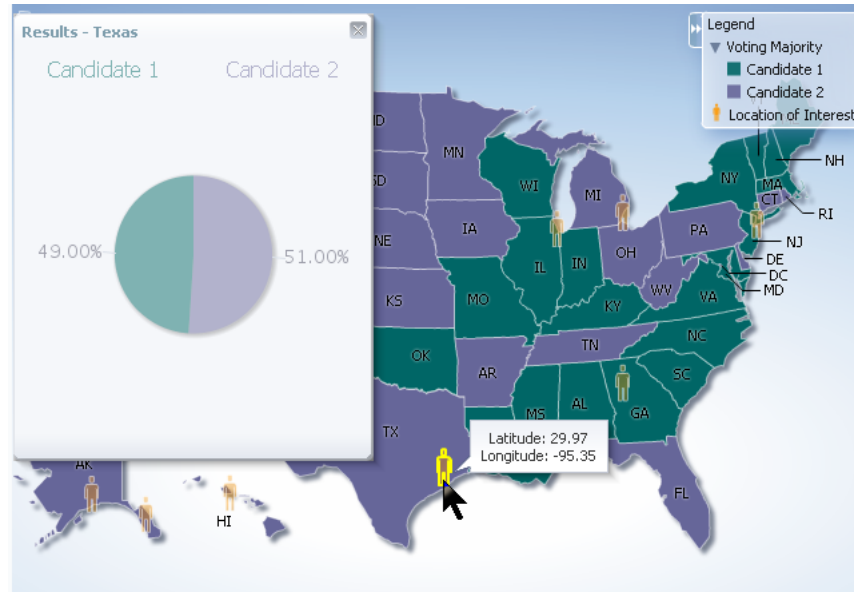 Results - Texas
Candidate 1
Candidate 2
49.00%
51.00%
Legend
Voting Majority
Candidate 1
Candidate 2
Location of Interest
ND
MN
SD
WI
MI
NY
NH
MA
CT
RI
NE
IA
PA
NJ
IL
IN
OH
DE
DC
MD
KS
MO
WV
VA
KY
OK
AR
TN
NC
SC
MS
AL
GA
TX
Latitude: 29.97
Longitude: -95.35
AK
HI
FL